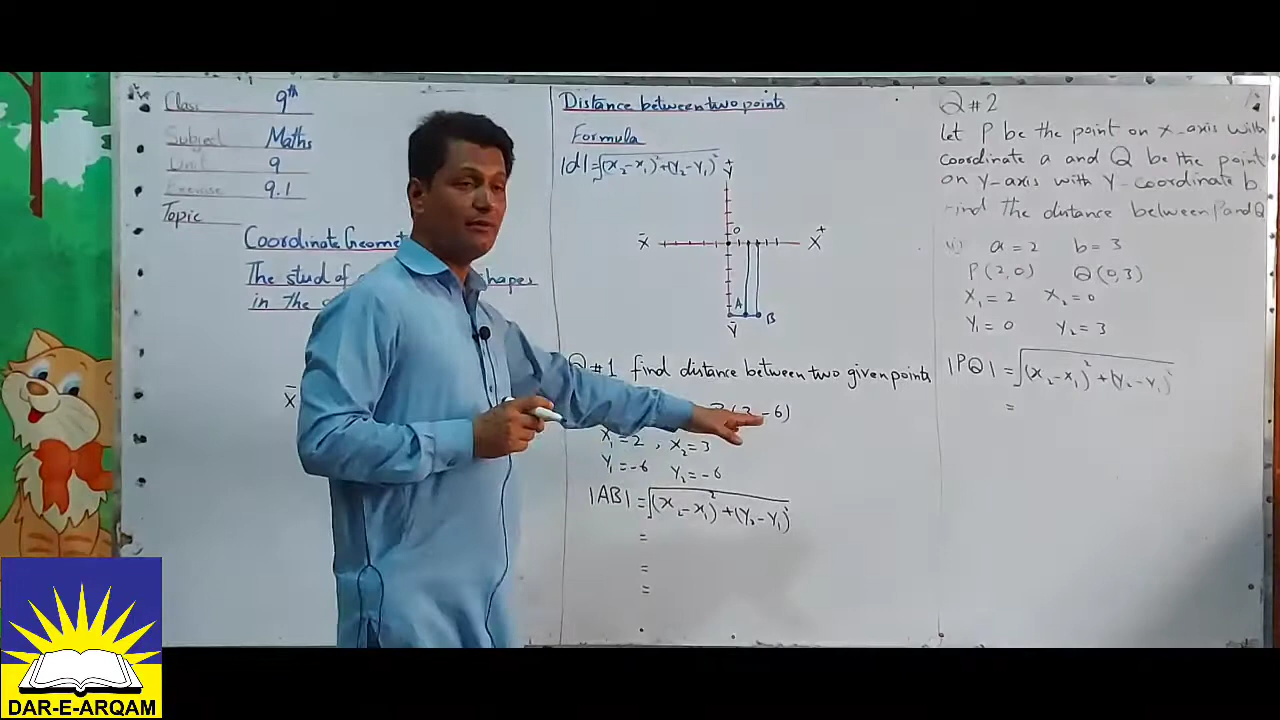 Class 9th
Subject Maths
Unit 9
Exercise 9.1
Topic
Coordinate Geomet
The stud of shapes
in the
X̄
Distance between two points
Formula
|d|=√(x₂-x₁)²+(y₂-y₁)²
Y⁺
O
X̄ X⁺
A
B
Ȳ
Q#1 find distance between two given points
-6)
X₁=2 , X₂=3
Y₁=-6 Y₂=-6
|AB| = √(x₂-x₁)²+(y₂-y₁)²
=
=
=
Q#2
Let P be the point on x-axis with
coordinate a and Q be the point
on Y-axis with Y-coordinate b.
Find the distance between P and Q
a=2 b=3
P(2,0) Q(0,3)
X₁=2 X₂=0
Y₁=0 Y₂=3
|PQ| = √(x₂-x₁)²+(y₂-y₁)²
=
DAR-E-ARQAM